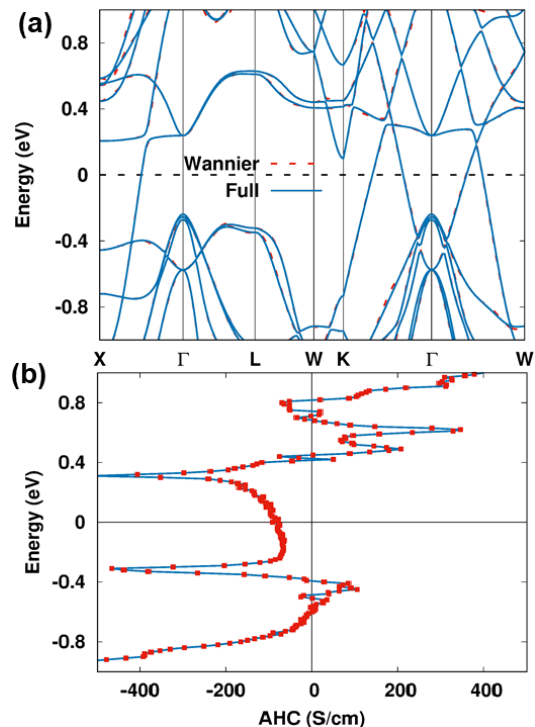 (a)
0.8
0.4
0
-0.4
-0.8
Energy (eV)
Wannier
Full
X Γ L W K Γ W
(b)
0.8
0.4
0
-0.4
-0.8
Energy (eV)
-400 -200 0 200 400
AHC (S/cm)